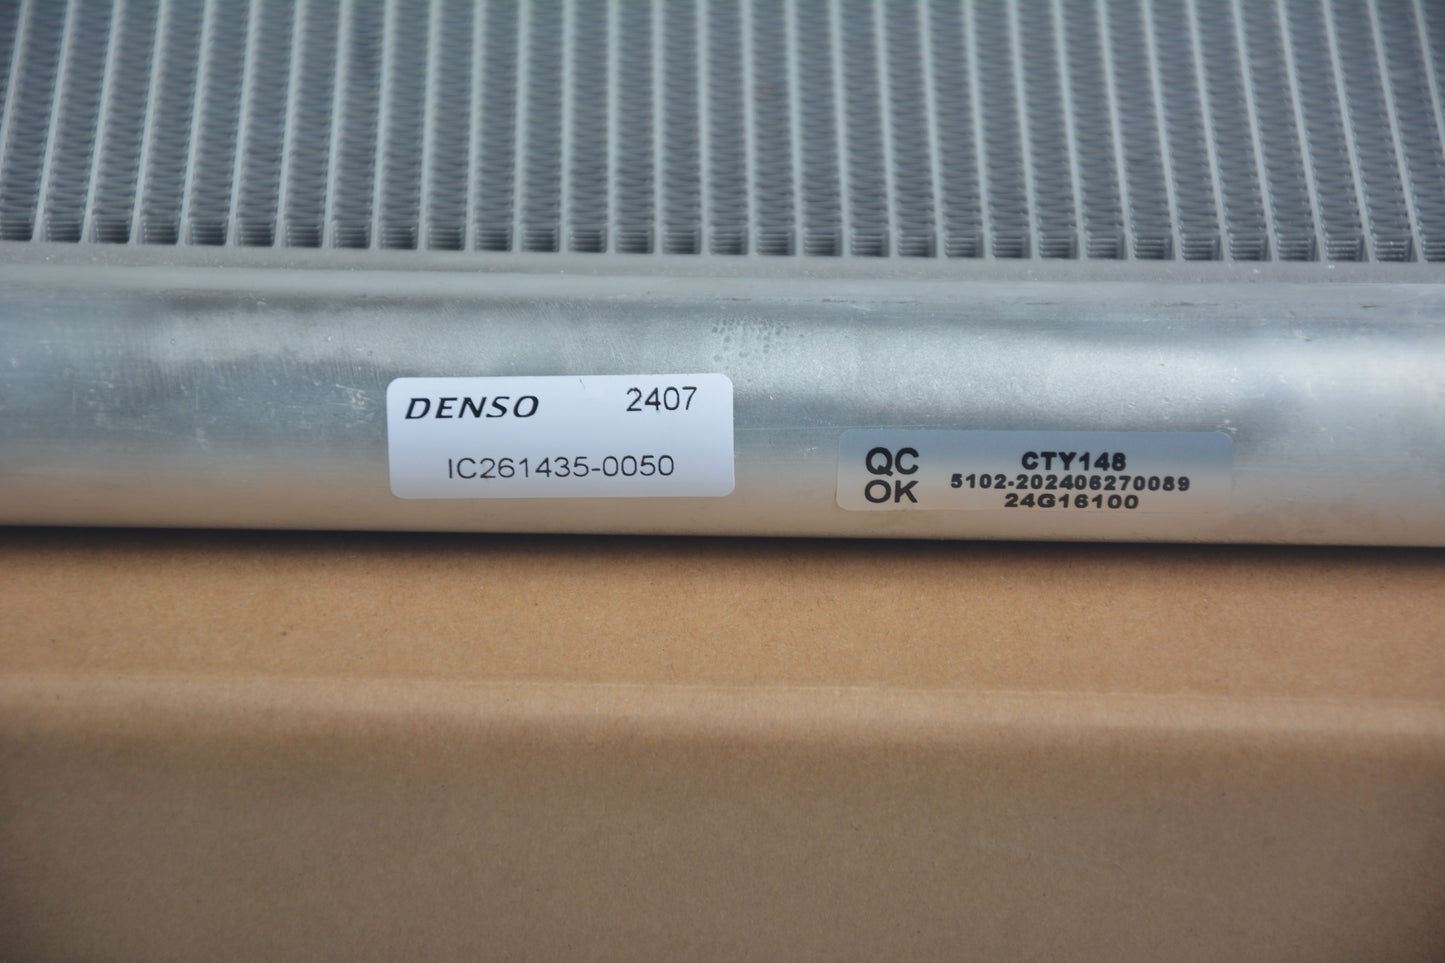 DENSO 2407
IC261435-0050
QC
OK
CTY148
5102-202406270089
24G16100